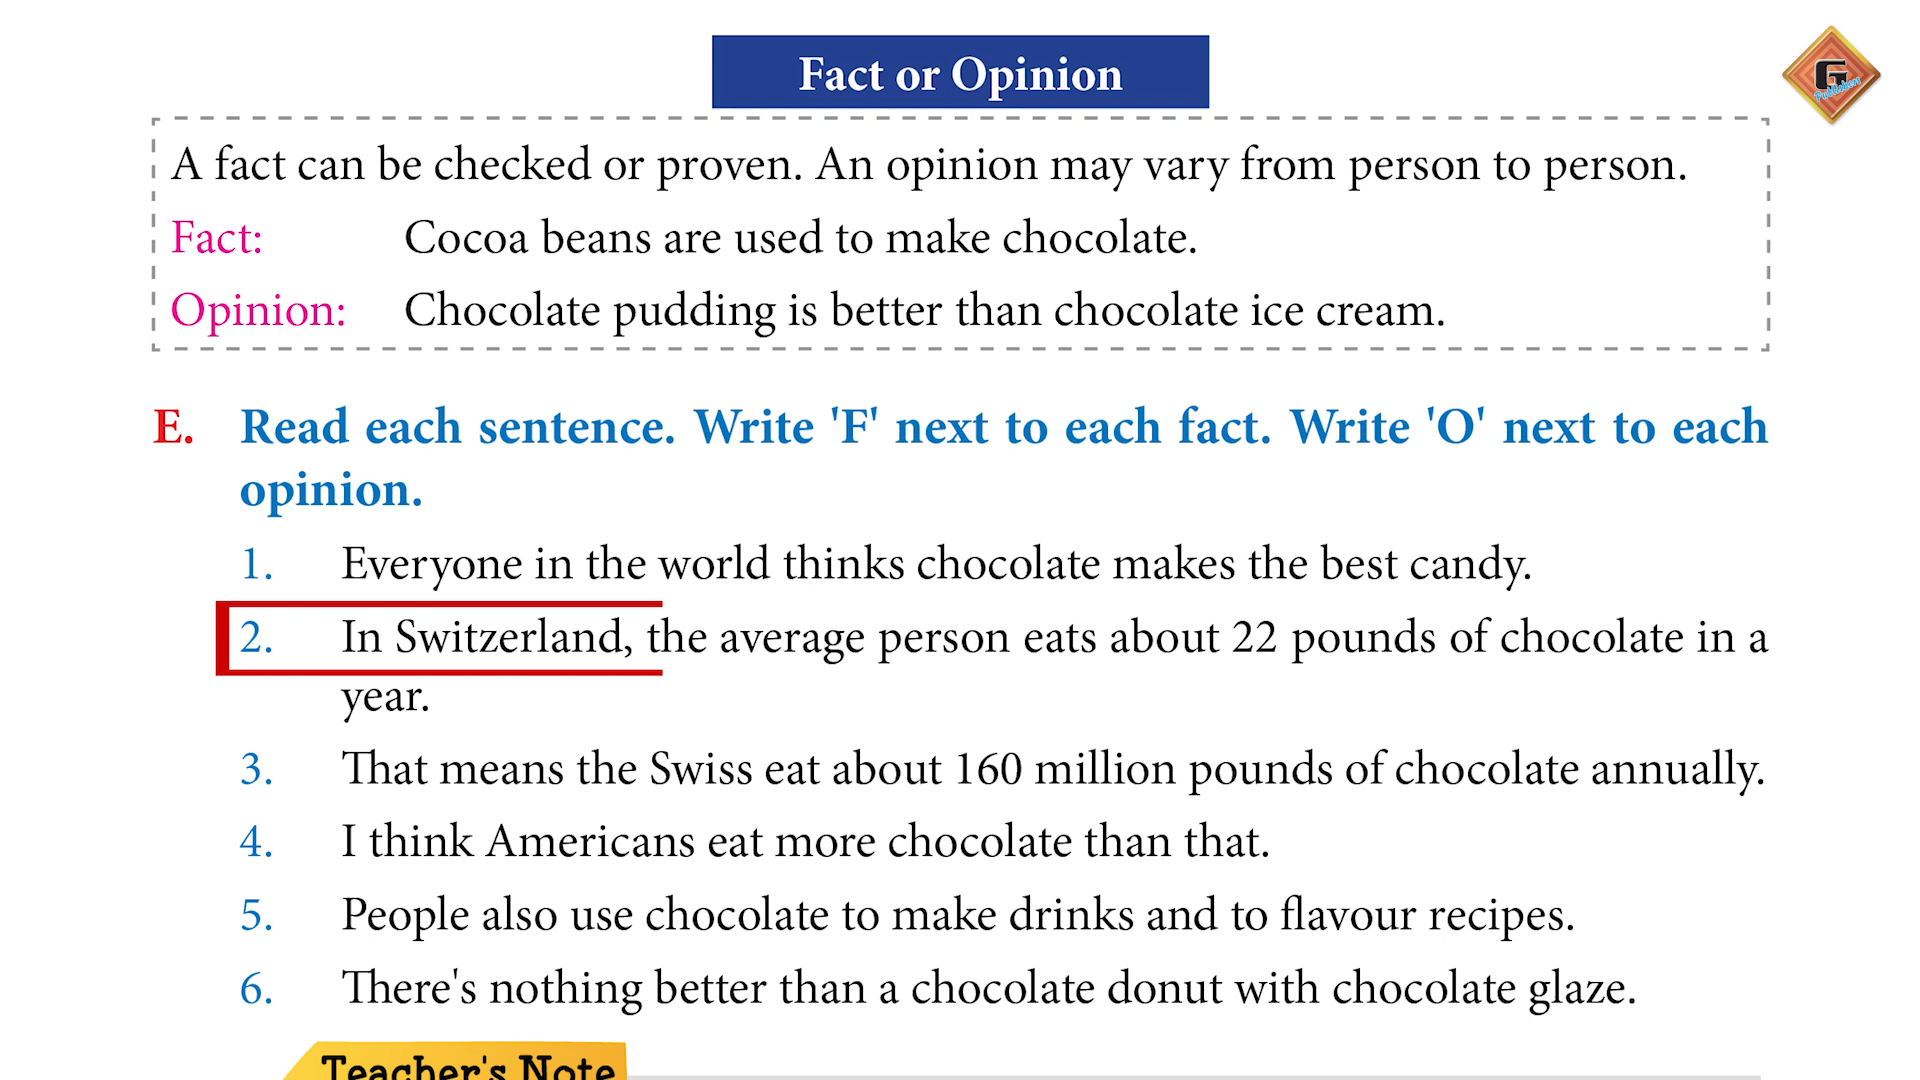 Fact or Opinion
G
Publishers
A fact can be checked or proven. An opinion may vary from person to person.
Fact: Cocoa beans are used to make chocolate.
Opinion: Chocolate pudding is better than chocolate ice cream.
E. Read each sentence. Write 'F' next to each fact. Write 'O' next to each
opinion.
1. Everyone in the world thinks chocolate makes the best candy.
2. In Switzerland, the average person eats about 22 pounds of chocolate in a
year.
3. That means the Swiss eat about 160 million pounds of chocolate annually.
4. I think Americans eat more chocolate than that.
5. People also use chocolate to make drinks and to flavour recipes.
6. There's nothing better than a chocolate donut with chocolate glaze.
Teacher's Note